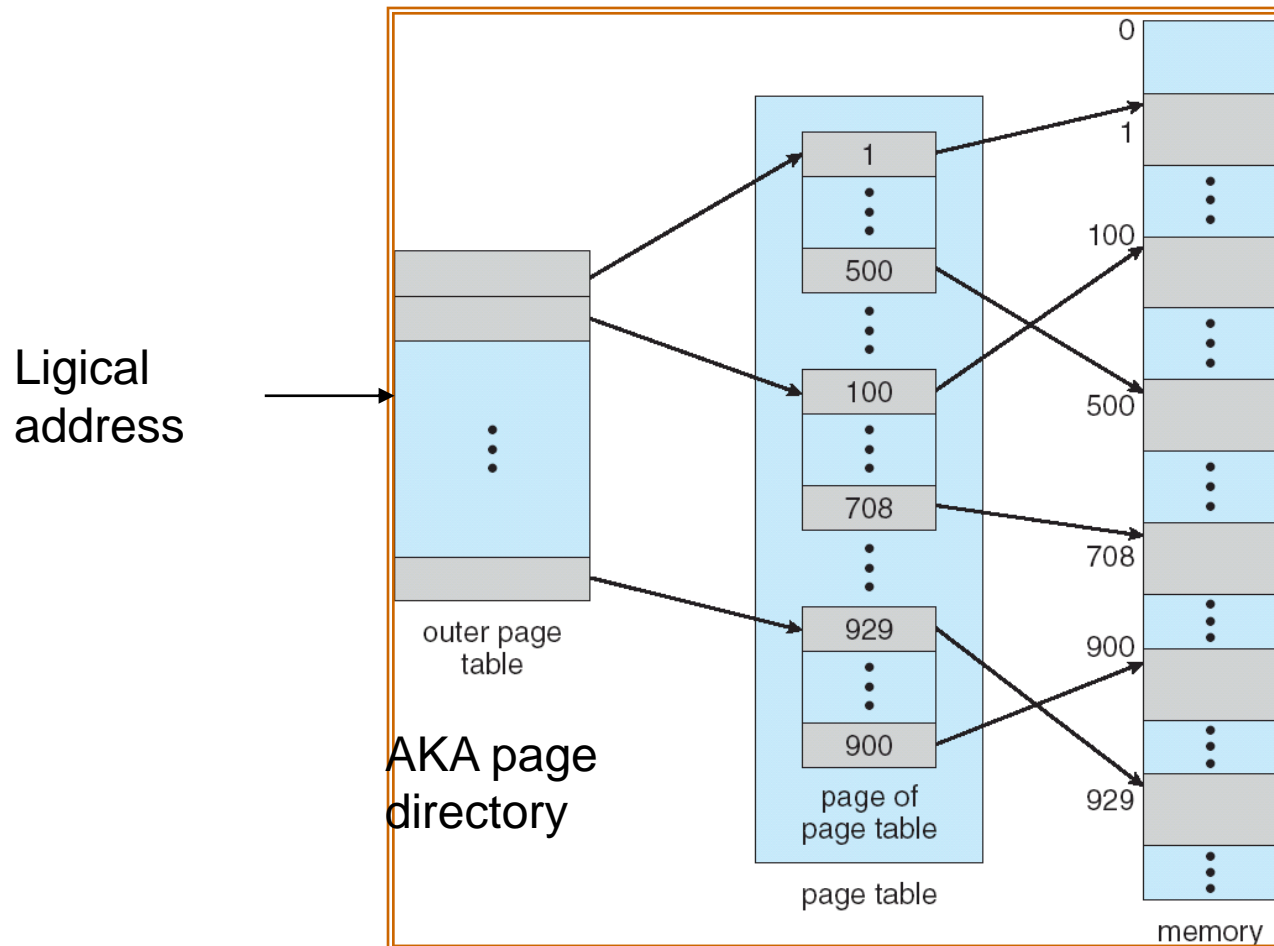 Ligical
address
outer page
table
AKA page
directory
1
500
100
708
929
900
page of
page table
page table
0
1
100
500
708
900
929
memory